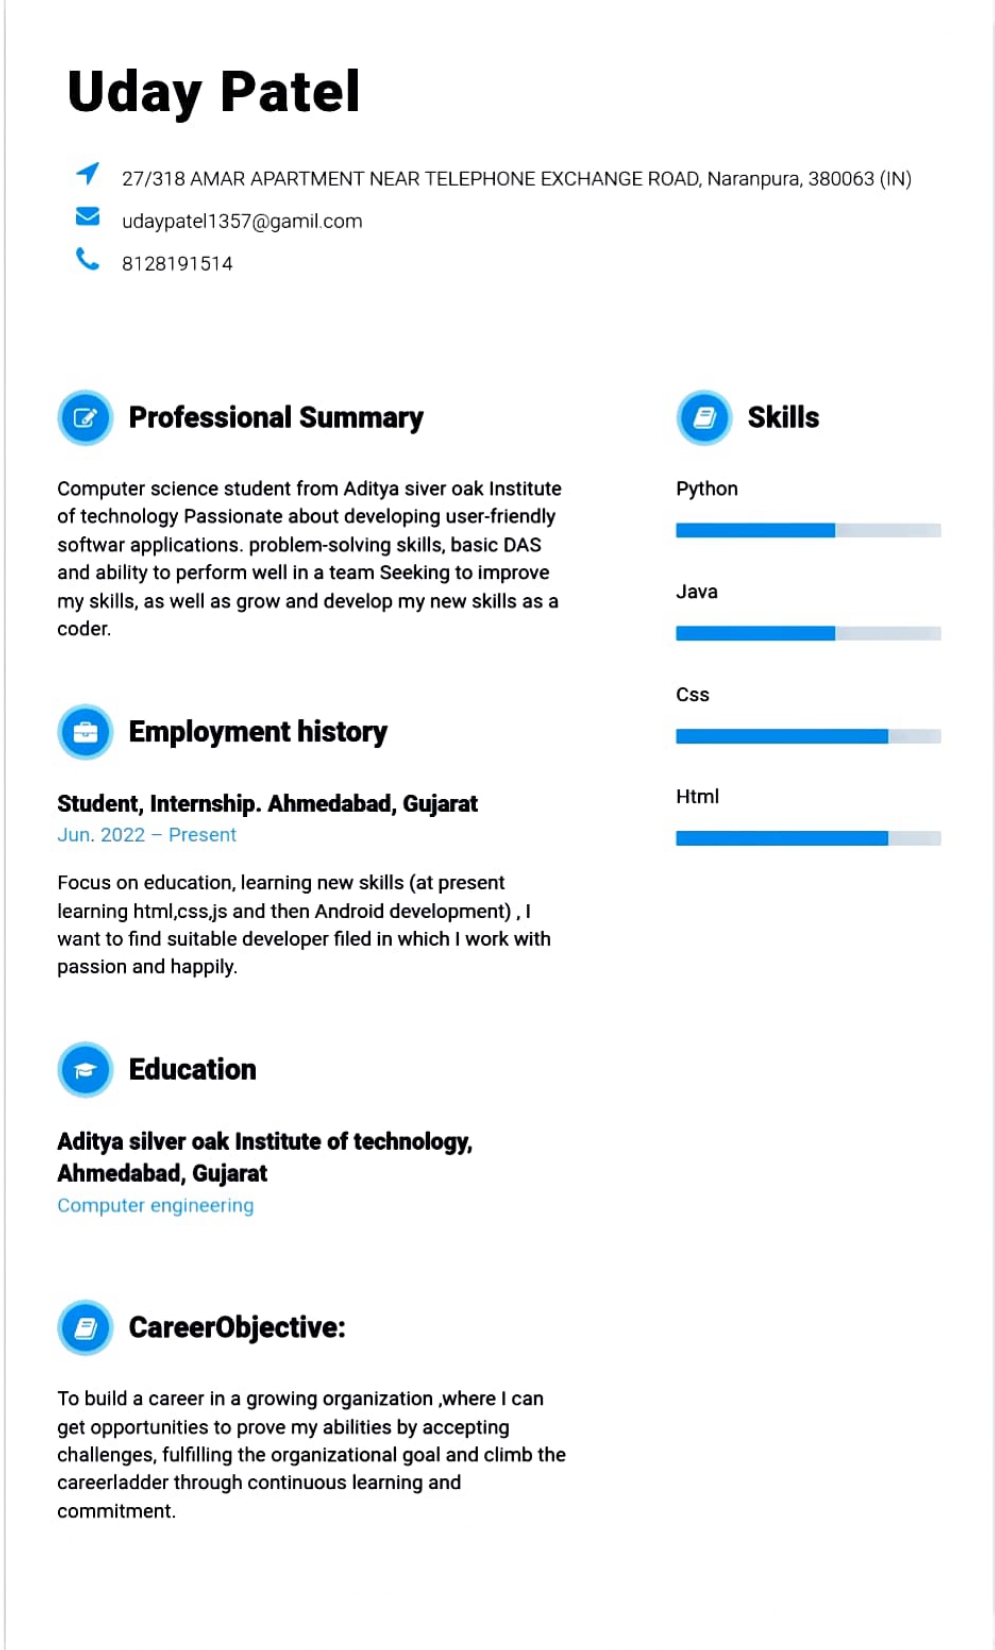 Uday Patel
27/318 AMAR APARTMENT NEAR TELEPHONE EXCHANGE ROAD, Naranpura, 380063 (IN)
udaypatel1357@gamil.com
8128191514
Professional Summary
Computer science student from Aditya siver oak Institute
of technology Passionate about developing user-friendly
softwar applications. problem-solving skills, basic DAS
and ability to perform well in a team Seeking to improve
my skills, as well as grow and develop my new skills as a
coder.
Employment history
Student, Internship. Ahmedabad, Gujarat
Jun. 2022 – Present
Focus on education, learning new skills (at present
learning html,css,js and then Android development) , I
want to find suitable developer filed in which I work with
passion and happily.
Education
Aditya silver oak Institute of technology,
Ahmedabad, Gujarat
Computer engineering
CareerObjective:
To build a career in a growing organization ,where I can
get opportunities to prove my abilities by accepting
challenges, fulfilling the organizational goal and climb the
careerladder through continuous learning and
commitment.
Skills
Python
Java
Css
Html